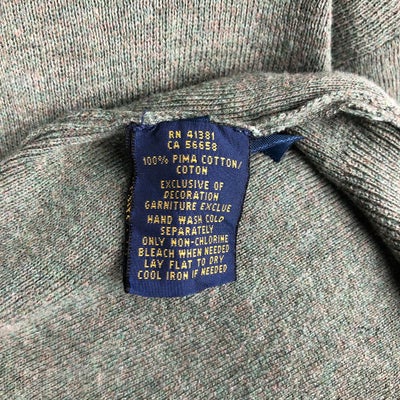 RN 41381
CA 56658
100% PIMA COTTON/
COTON
EXCLUSIVE OF
DECORATION
GARNITURE EXCLUE
HAND WASH COLD
SEPARATELY
ONLY NON-CHLORINE
BLEACH WHEN NEEDED
LAY FLAT TO DRY
COOL IRON IF NEEDED